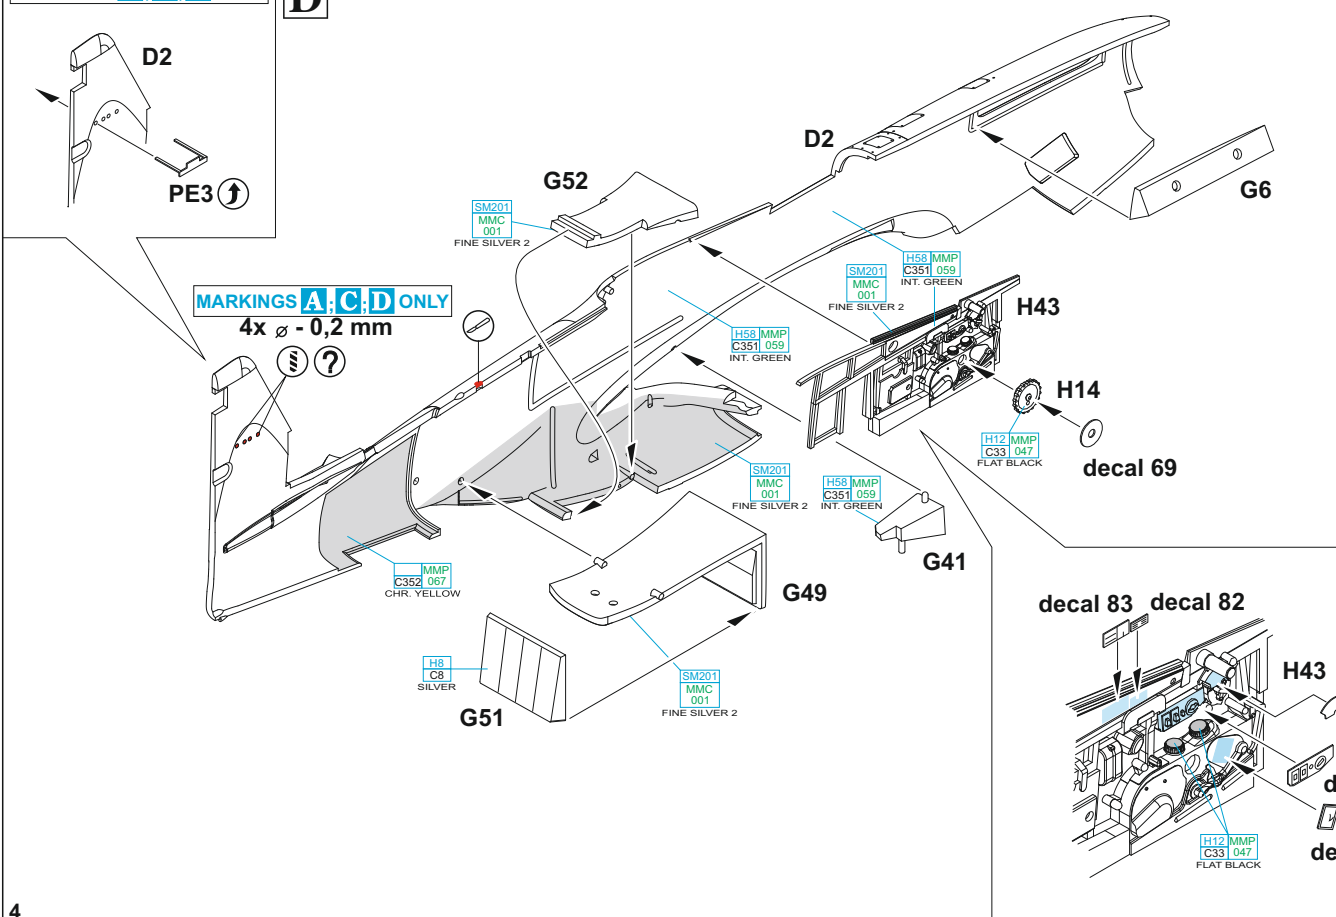 D
D2
PE3
G52
SM201
MMC
001
FINE SILVER 2
D2
G6
MARKINGS A;C;D ONLY
4x ⌀ - 0,2 mm
?
H58 MMP
C351 059
INT. GREEN
SM201
MMC
001
FINE SILVER 2
H43
H58 MMP
C351 059
INT. GREEN
H14
H12 MMP
C33 047
FLAT BLACK
decal 69
SM201
MMC
001
FINE SILVER 2
H58 MMP
C351 059
INT. GREEN
G41
MMP
C352 067
CHR. YELLOW
G49
H8
C8
SILVER
G51
SM201
MMC
001
FINE SILVER 2
decal 83 decal 82
H43
H12 MMP
C33 047
FLAT BLACK
4